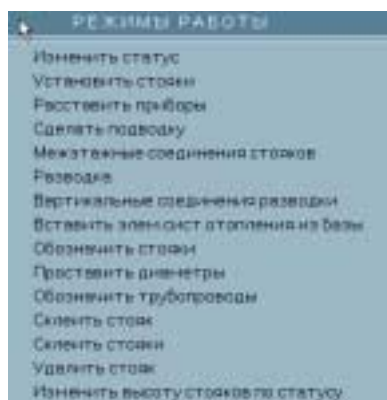 РЕЖИМЫ РАБОТЫ
Изменить статус
Установить стояки
Расставить приборы
Сделать подводку
Межэтажные соединения стояков
Разводка
Вертикальные соединения разводки
Вставить элем сист отопления из базы
Обозначить стояки
Проставить диаметры
Обозначить трубопроводы
Склеить стояк
Склеить стояки
Удалить стояк
Изменить высоту стояков по статусу